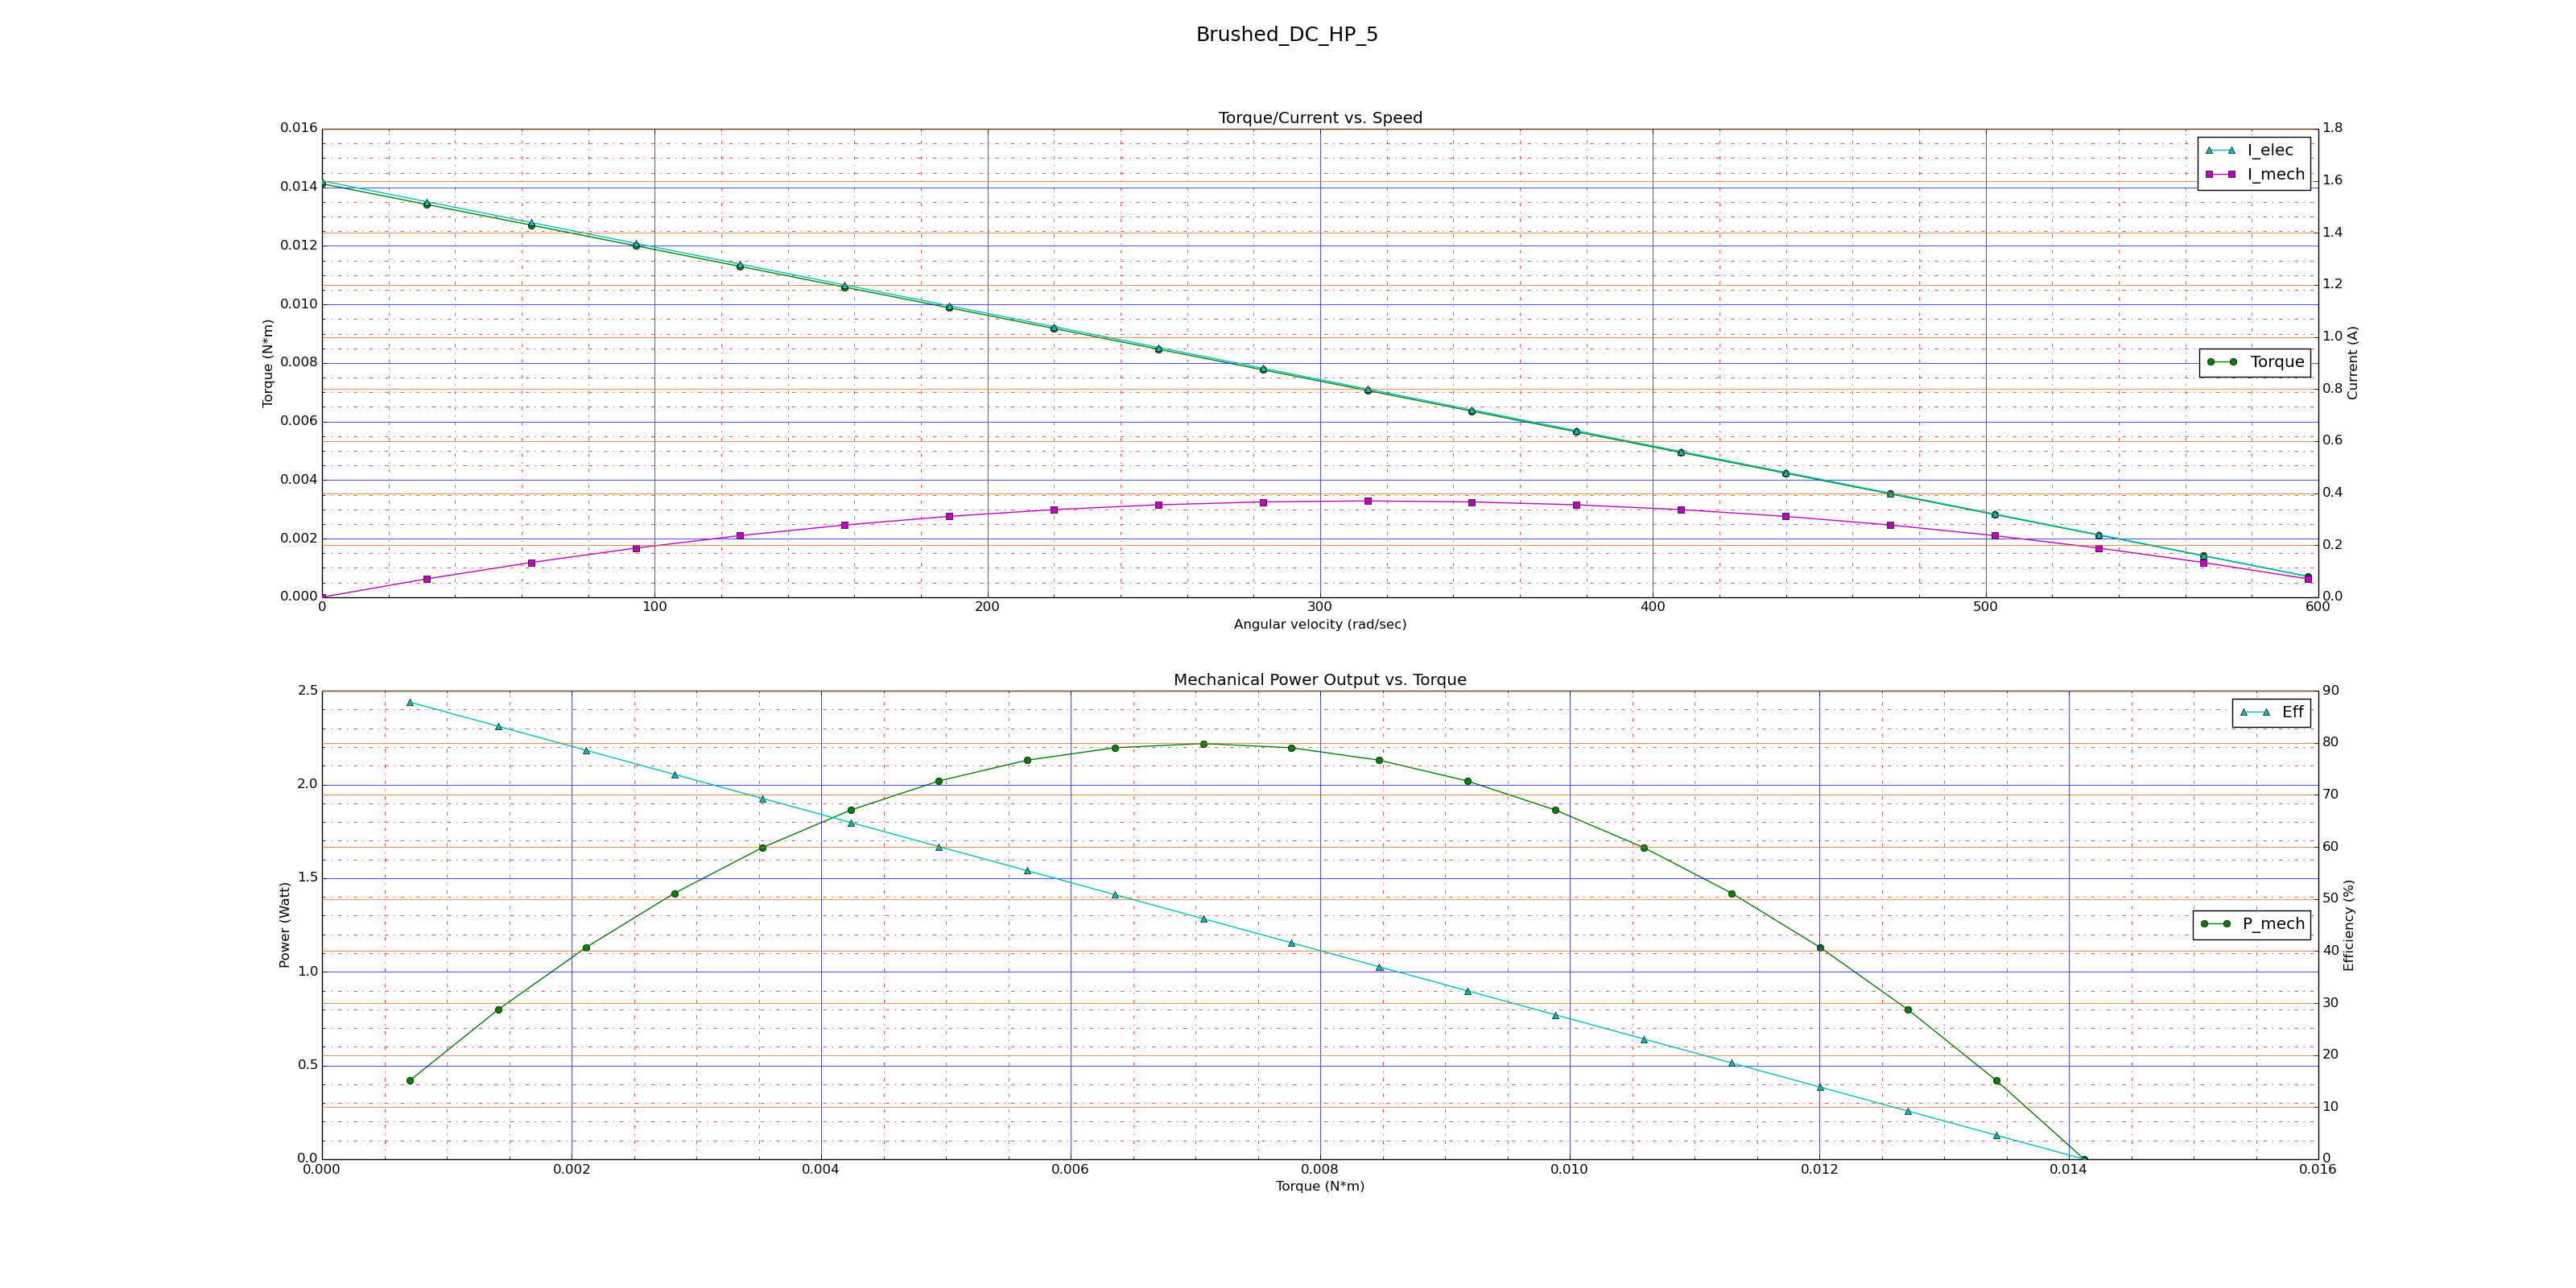 Brushed_DC_HP_5
Torque/Current vs. Speed
0.016
0.014
0.012
0.010
0.008
0.006
0.004
0.002
0.000
Torque (N*m)
1.8
1.6
1.4
1.2
1.0
0.8
0.6
0.4
0.2
0.0
Current (A)
I_elec
I_mech
Torque
0 100 200 300 400 500 600
Angular velocity (rad/sec)
Mechanical Power Output vs. Torque
2.5
2.0
1.5
1.0
0.5
0.0
Power (Watt)
90
80
70
60
50
40
30
20
10
0
Efficiency (%)
Eff
P_mech
0.000 0.002 0.004 0.006 0.008 0.010 0.012 0.014 0.016
Torque (N*m)